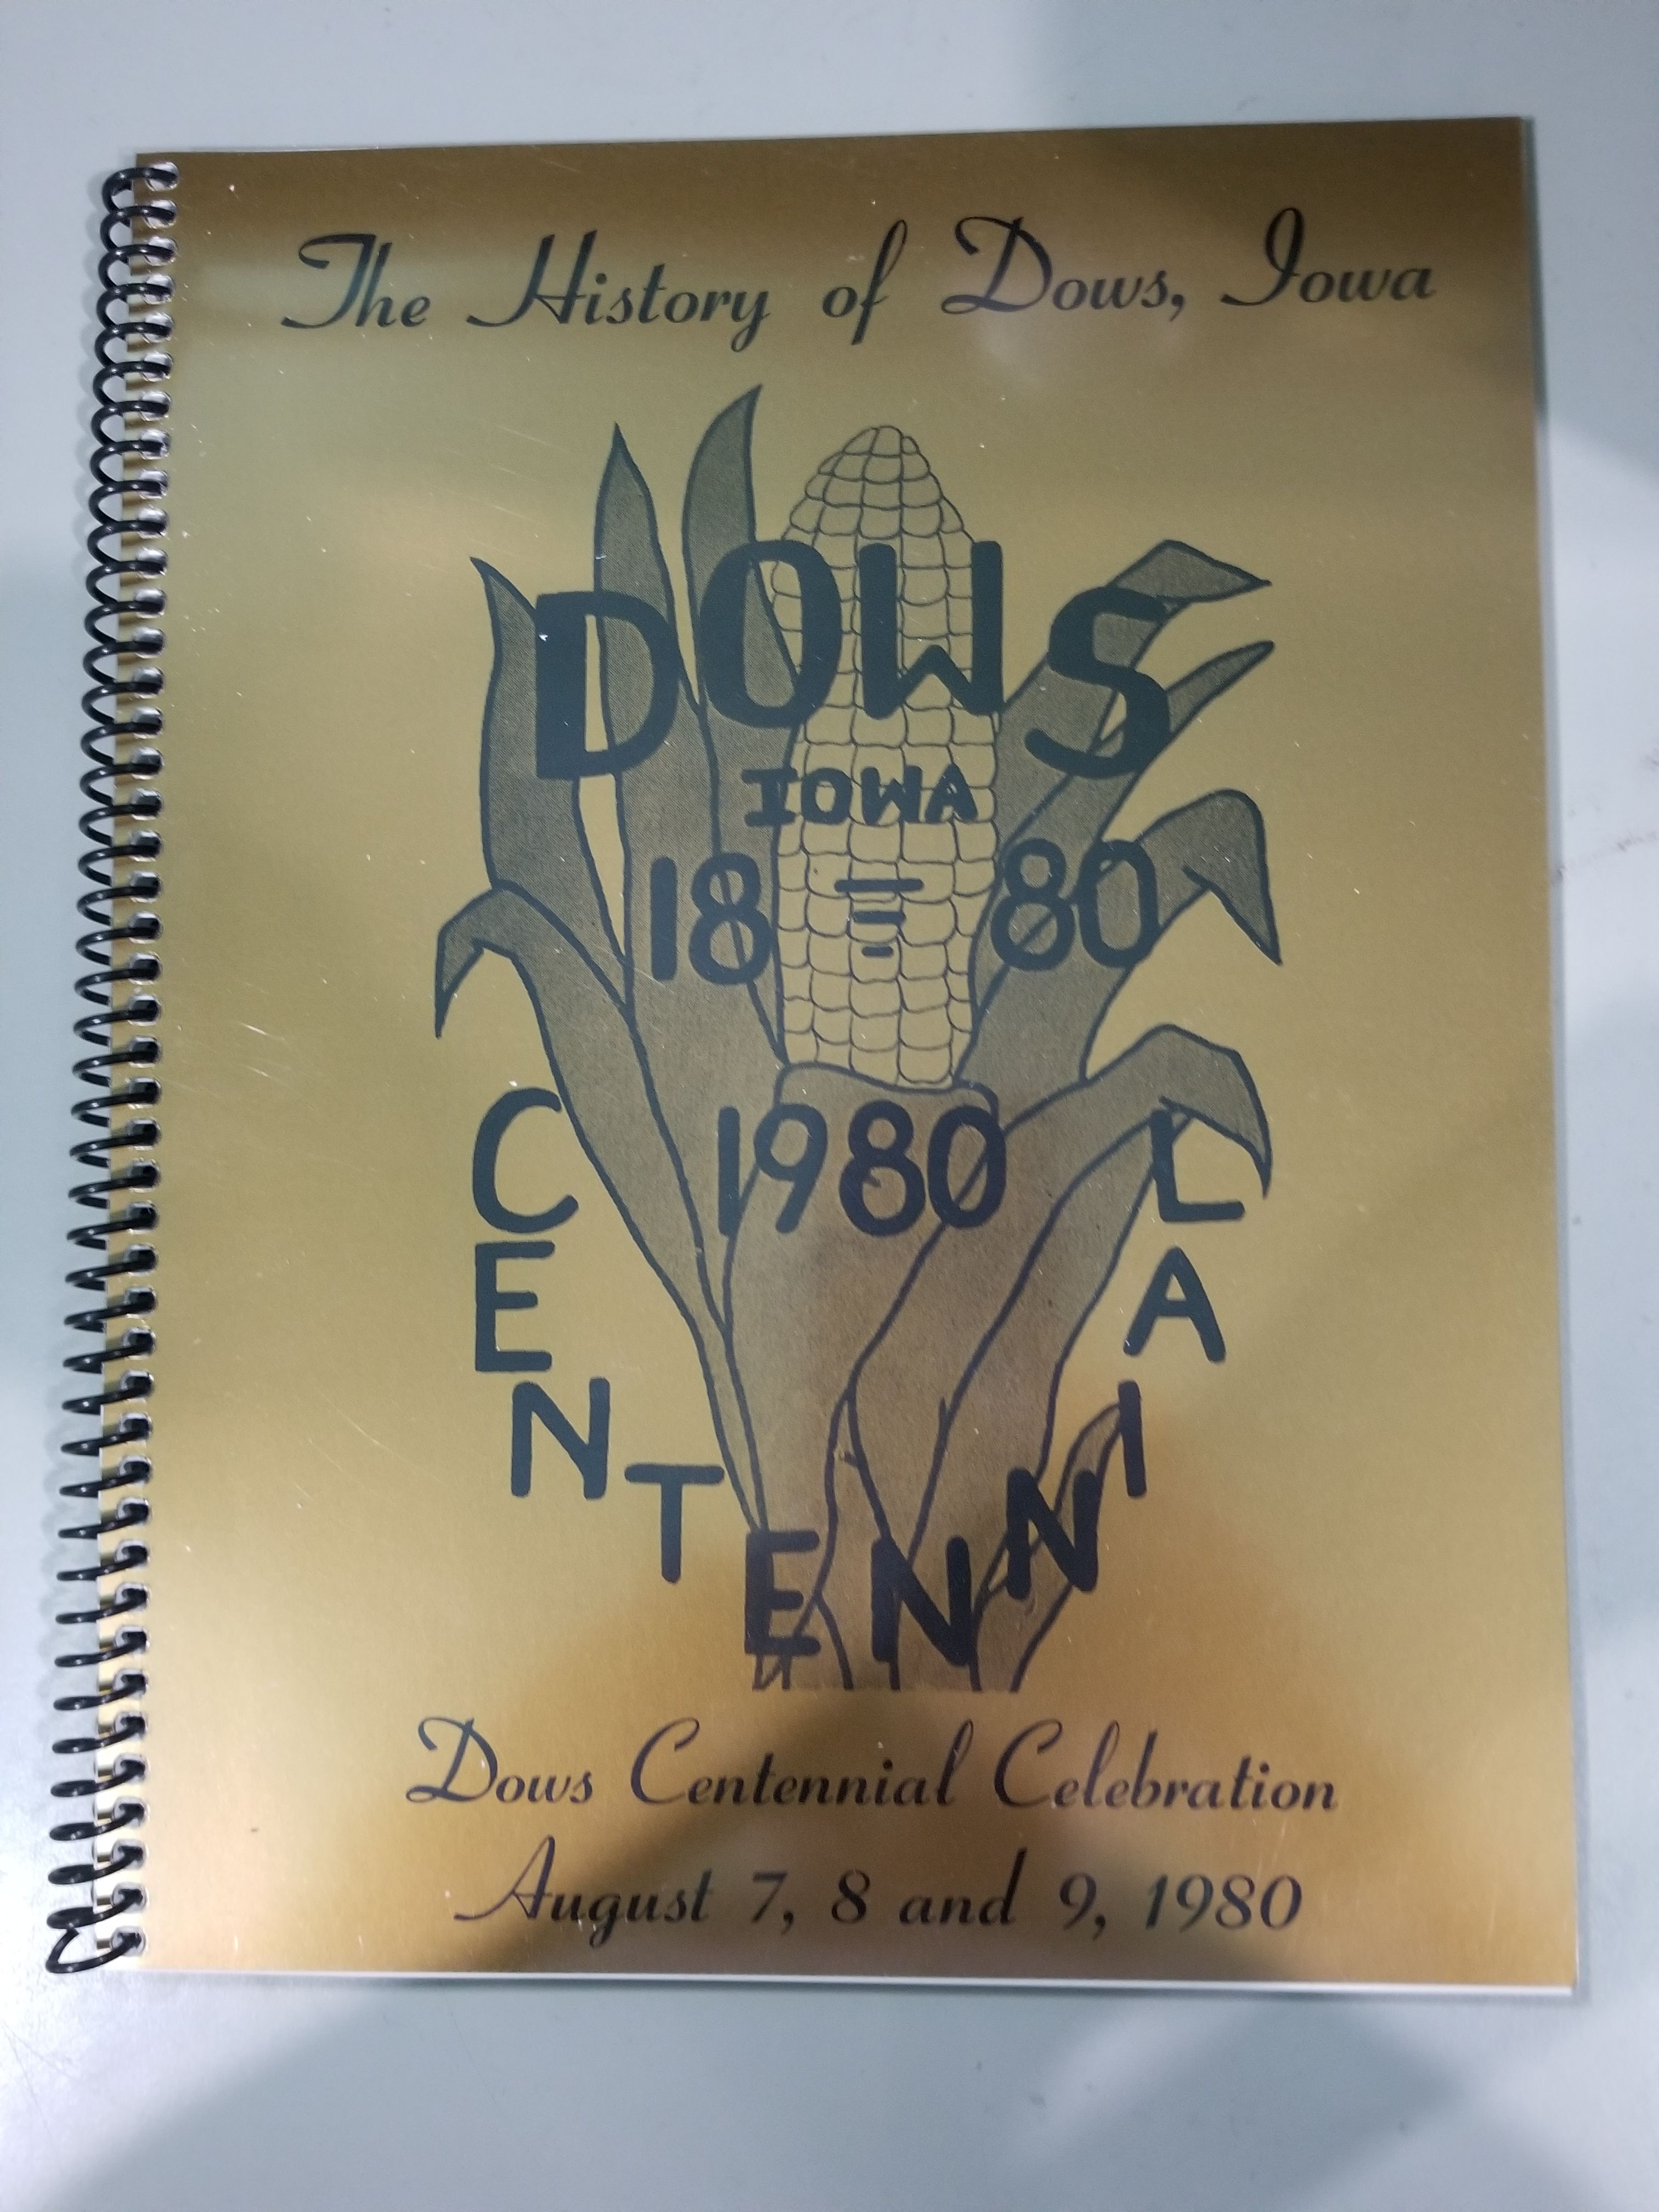 The History of Dows, Iowa
DOWS
IOWA
18 80
1980
CENTENNIAL
Dows Centennial Celebration
August 7, 8 and 9, 1980